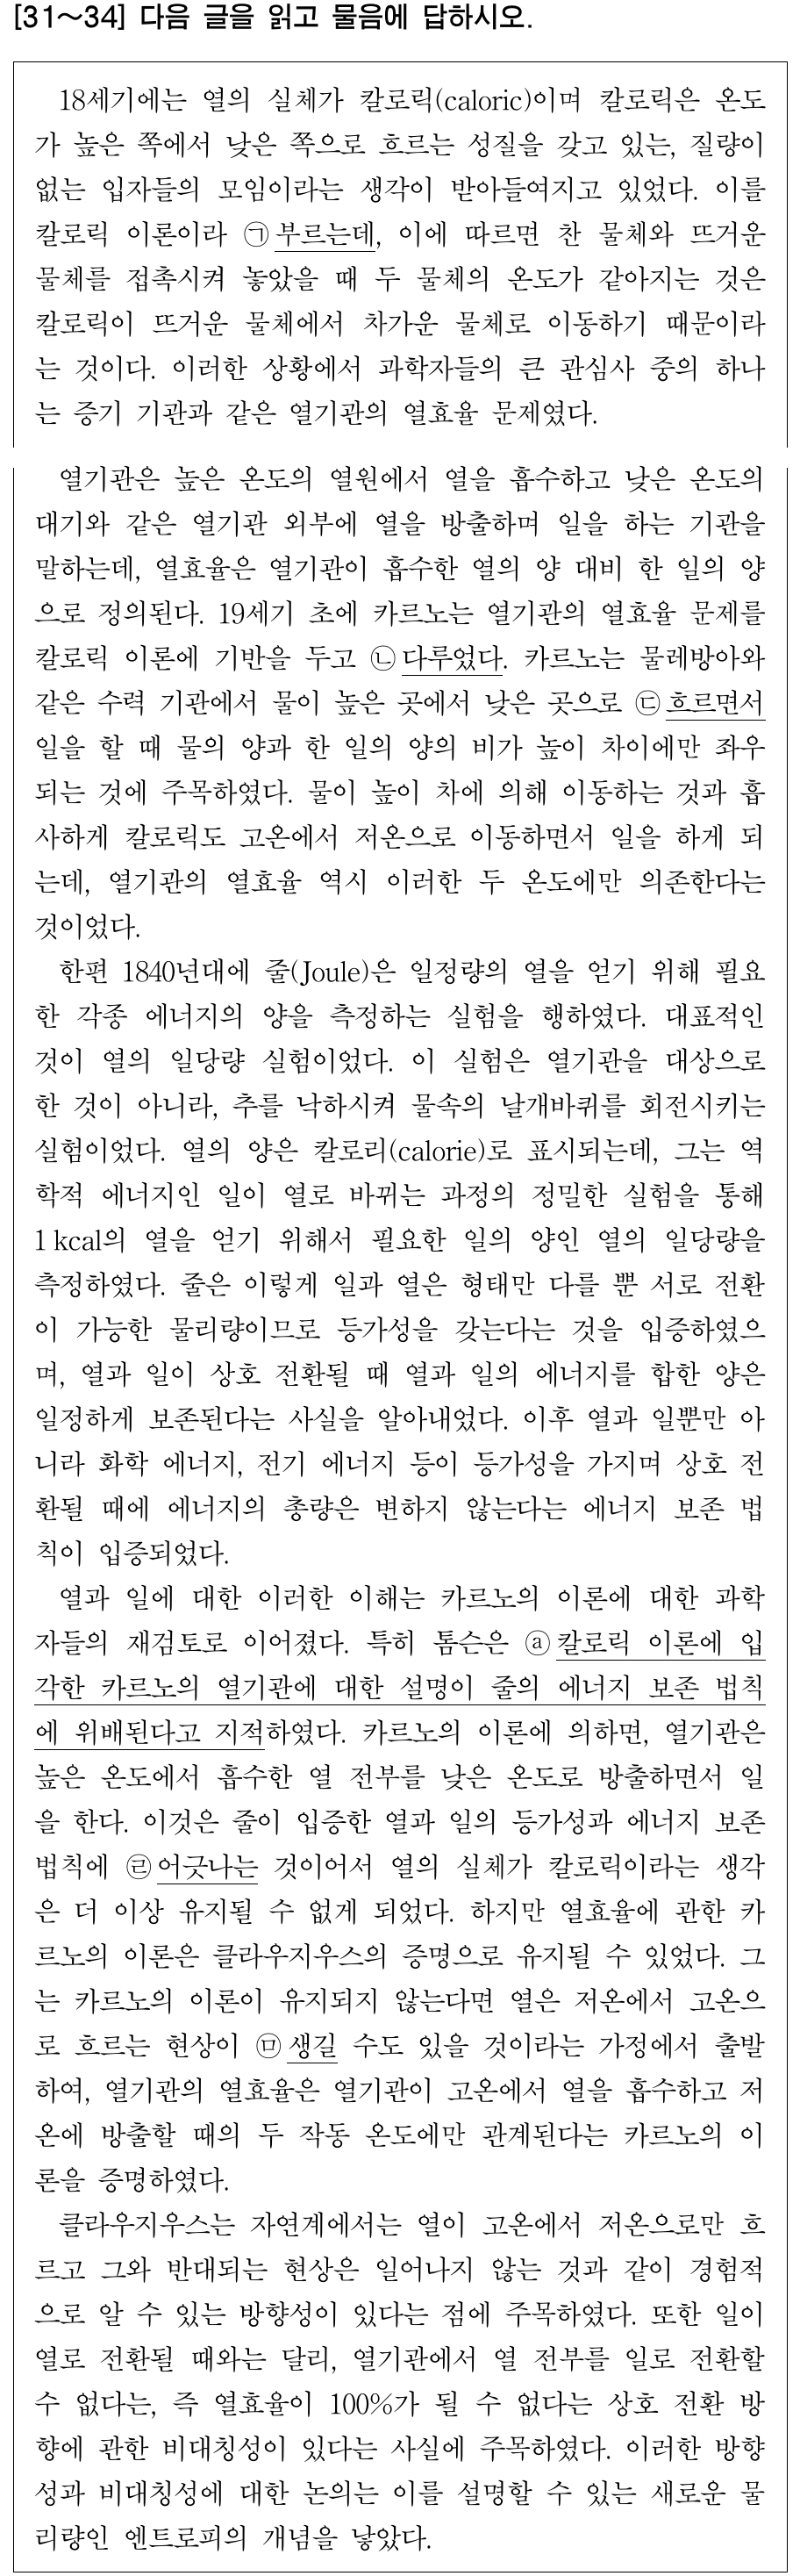 [31～34] 다음 글을 읽고 물음에 답하시오.
18세기에는 열의 실체가 칼로릭(caloric)이며 칼로릭은 온도
가 높은 쪽에서 낮은 쪽으로 흐르는 성질을 갖고 있는, 질량이
없는 입자들의 모임이라는 생각이 받아들여지고 있었다. 이를
칼로릭 이론이라 ㉠부르는데, 이에 따르면 찬 물체와 뜨거운
물체를 접촉시켜 놓았을 때 두 물체의 온도가 같아지는 것은
칼로릭이 뜨거운 물체에서 차가운 물체로 이동하기 때문이라
는 것이다. 이러한 상황에서 과학자들의 큰 관심사 중의 하나
는 증기 기관과 같은 열기관의 열효율 문제였다.
열기관은 높은 온도의 열원에서 열을 흡수하고 낮은 온도의
대기와 같은 열기관 외부에 열을 방출하며 일을 하는 기관을
말하는데, 열효율은 열기관이 흡수한 열의 양 대비 한 일의 양
으로 정의된다. 19세기 초에 카르노는 열기관의 열효율 문제를
칼로릭 이론에 기반을 두고 ㉡다루었다. 카르노는 물레방아와
같은 수력 기관에서 물이 높은 곳에서 낮은 곳으로 ㉢흐르면서
일을 할 때 물의 양과 한 일의 양의 비가 높이 차이에만 좌우
되는 것에 주목하였다. 물이 높이 차에 의해 이동하는 것과 흡
사하게 칼로릭도 고온에서 저온으로 이동하면서 일을 하게 되
는데, 열기관의 열효율 역시 이러한 두 온도에만 의존한다는
것이었다.
한편 1840년대에 줄(Joule)은 일정량의 열을 얻기 위해 필요
한 각종 에너지의 양을 측정하는 실험을 행하였다. 대표적인
것이 열의 일당량 실험이었다. 이 실험은 열기관을 대상으로
한 것이 아니라, 추를 낙하시켜 물속의 날개바퀴를 회전시키는
실험이었다. 열의 양은 칼로리(calorie)로 표시되는데, 그는 역
학적 에너지인 일이 열로 바뀌는 과정의 정밀한 실험을 통해
1 kcal의 열을 얻기 위해서 필요한 일의 양인 열의 일당량을
측정하였다. 줄은 이렇게 일과 열은 형태만 다를 뿐 서로 전환
이 가능한 물리량이므로 등가성을 갖는다는 것을 입증하였으
며, 열과 일이 상호 전환될 때 열과 일의 에너지를 합한 양은
일정하게 보존된다는 사실을 알아내었다. 이후 열과 일뿐만 아
니라 화학 에너지, 전기 에너지 등이 등가성을 가지며 상호 전
환될 때에 에너지의 총량은 변하지 않는다는 에너지 보존 법
칙이 입증되었다.
열과 일에 대한 이러한 이해는 카르노의 이론에 대한 과학
자들의 재검토로 이어졌다. 특히 톰슨은 ⓐ칼로릭 이론에 입
각한 카르노의 열기관에 대한 설명이 줄의 에너지 보존 법칙
에 위배된다고 지적하였다. 카르노의 이론에 의하면, 열기관은
높은 온도에서 흡수한 열 전부를 낮은 온도로 방출하면서 일
을 한다. 이것은 줄이 입증한 열과 일의 등가성과 에너지 보존
법칙에 ㉣어긋나는 것이어서 열의 실체가 칼로릭이라는 생각
은 더 이상 유지될 수 없게 되었다. 하지만 열효율에 관한 카
르노의 이론은 클라우지우스의 증명으로 유지될 수 있었다. 그
는 카르노의 이론이 유지되지 않는다면 열은 저온에서 고온으
로 흐르는 현상이 ㉤생길 수도 있을 것이라는 가정에서 출발
하여, 열기관의 열효율은 열기관이 고온에서 열을 흡수하고 저
온에 방출할 때의 두 작동 온도에만 관계된다는 카르노의 이
론을 증명하였다.
클라우지우스는 자연계에서는 열이 고온에서 저온으로만 흐
르고 그와 반대되는 현상은 일어나지 않는 것과 같이 경험적
으로 알 수 있는 방향성이 있다는 점에 주목하였다. 또한 일이
열로 전환될 때와는 달리, 열기관에서 열 전부를 일로 전환할
수 없다는, 즉 열효율이 100%가 될 수 없다는 상호 전환 방
향에 관한 비대칭성이 있다는 사실에 주목하였다. 이러한 방향
성과 비대칭성에 대한 논의는 이를 설명할 수 있는 새로운 물
리량인 엔트로피의 개념을 낳았다.